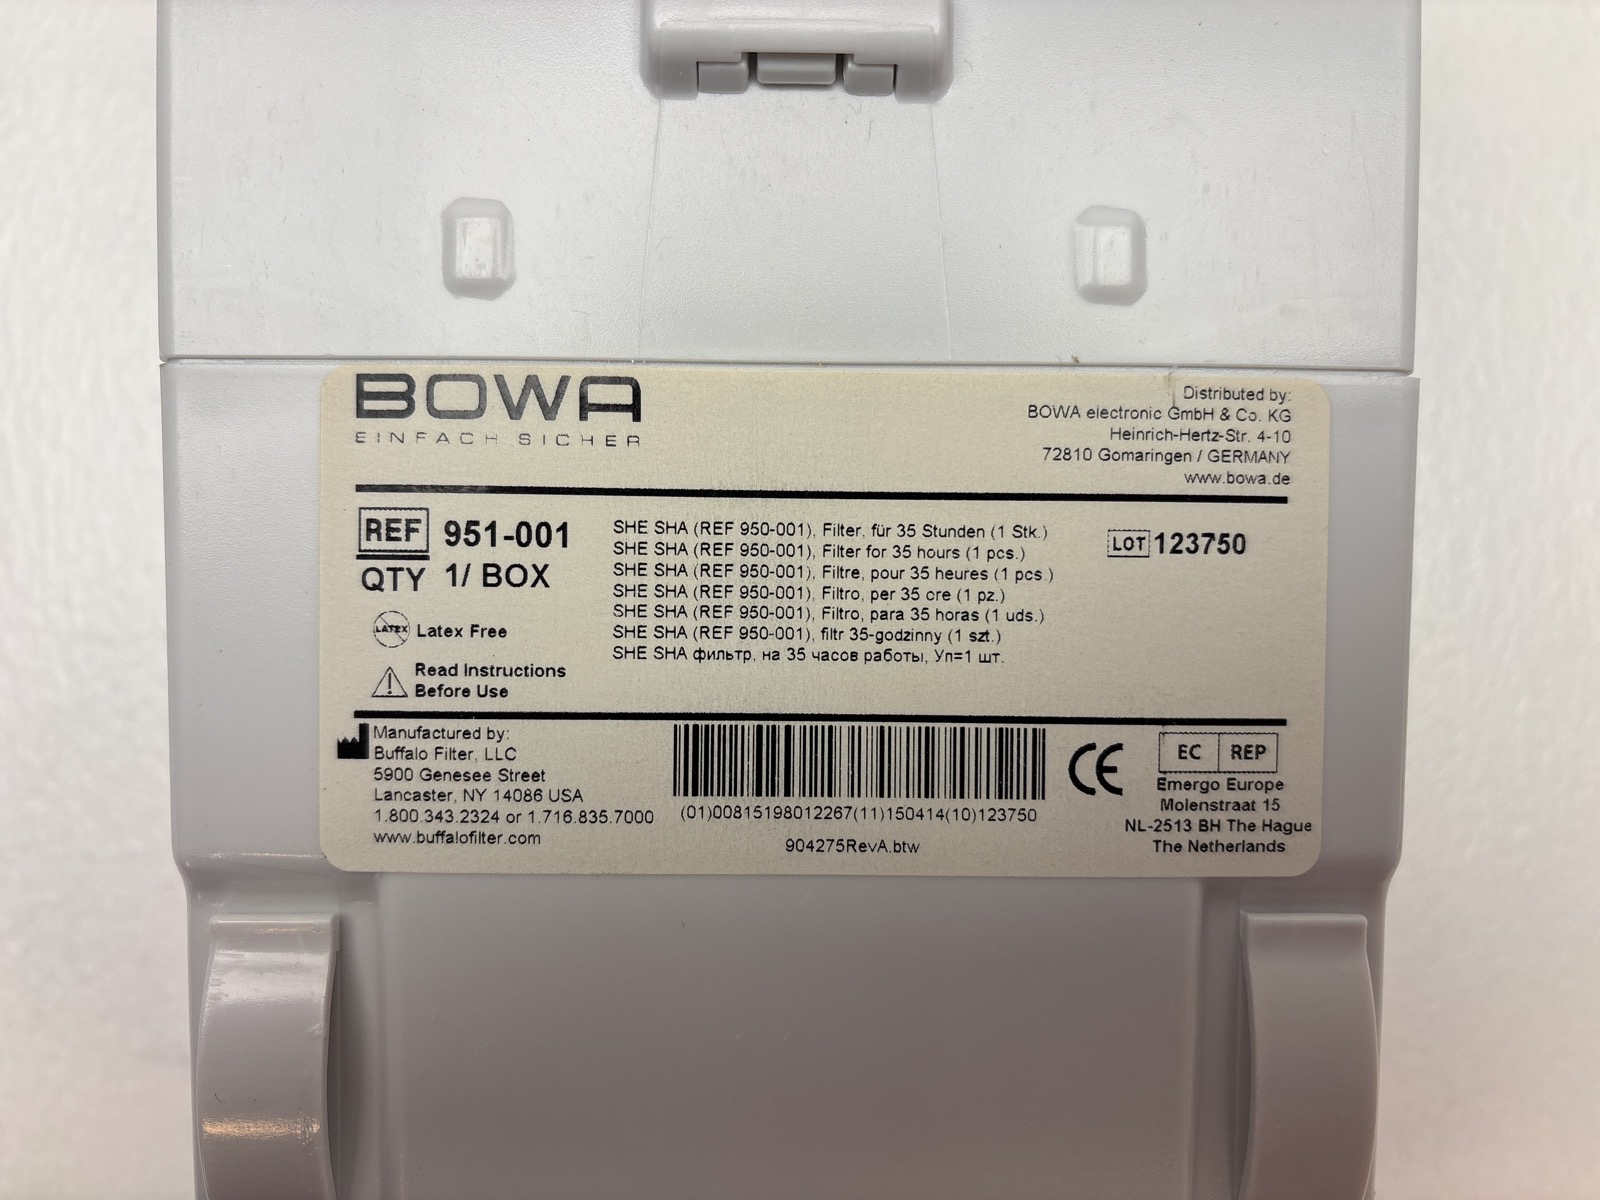 BOWA
EINFACH SICHER
Distributed by:
BOWA electronic GmbH & Co. KG
Heinrich-Hertz-Str. 4-10
72810 Gomaringen / GERMANY
www.bowa.de
REF 951-001
QTY 1/ BOX
LATEX Latex Free
Read Instructions
Before Use
SHE SHA (REF 950-001), Filter, für 35 Stunden (1 Stk.)
SHE SHA (REF 950-001), Filter for 35 hours (1 pcs.)
SHE SHA (REF 950-001), Filtre, pour 35 heures (1 pcs.)
SHE SHA (REF 950-001), Filtro, per 35 cre (1 pz.)
SHE SHA (REF 950-001), Filtro, para 35 horas (1 uds.)
SHE SHA (REF 950-001), filtr 35-godzinny (1 szt.)
SHE SHA фильтр, на 35 часов работы, Уп=1 шт.
LOT 123750
Manufactured by:
Buffalo Filter, LLC
5900 Genesee Street
Lancaster, NY 14086 USA
1.800.343.2324 or 1.716.835.7000
www.buffalofilter.com
(01)00815198012267(11)150414(10)123750
904275RevA.btw
CE
EC REP
Emergo Europe
Molenstraat 15
NL-2513 BH The Hague
The Netherlands